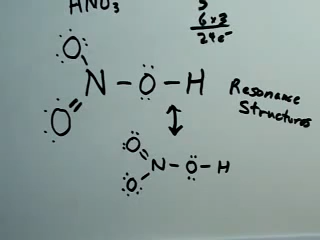 HNO3
5
6x3
24e-
O
N - O - H
O
Resonance
Structures
O
N - O - H
O